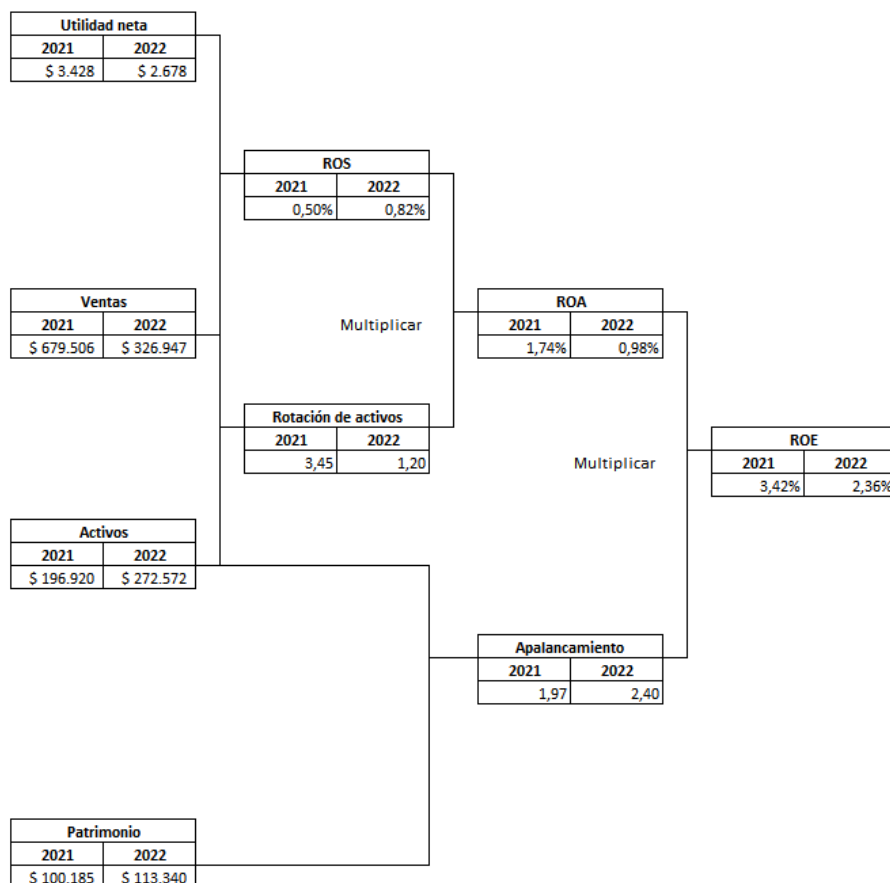 Utilidad neta
2021 2022
$ 3.428 $ 2.678
ROS
2021 2022
0,50% 0,82%
Ventas
2021 2022
$ 679.506 $ 326.947
Multiplicar
ROA
2021 2022
1,74% 0,98%
Rotación de activos
2021 2022
3,45 1,20
Multiplicar
ROE
2021 2022
3,42% 2,36%
Activos
2021 2022
$ 196.920 $ 272.572
Apalancamiento
2021 2022
1,97 2,40
Patrimonio
2021 2022
$ 100.185 $ 113.340